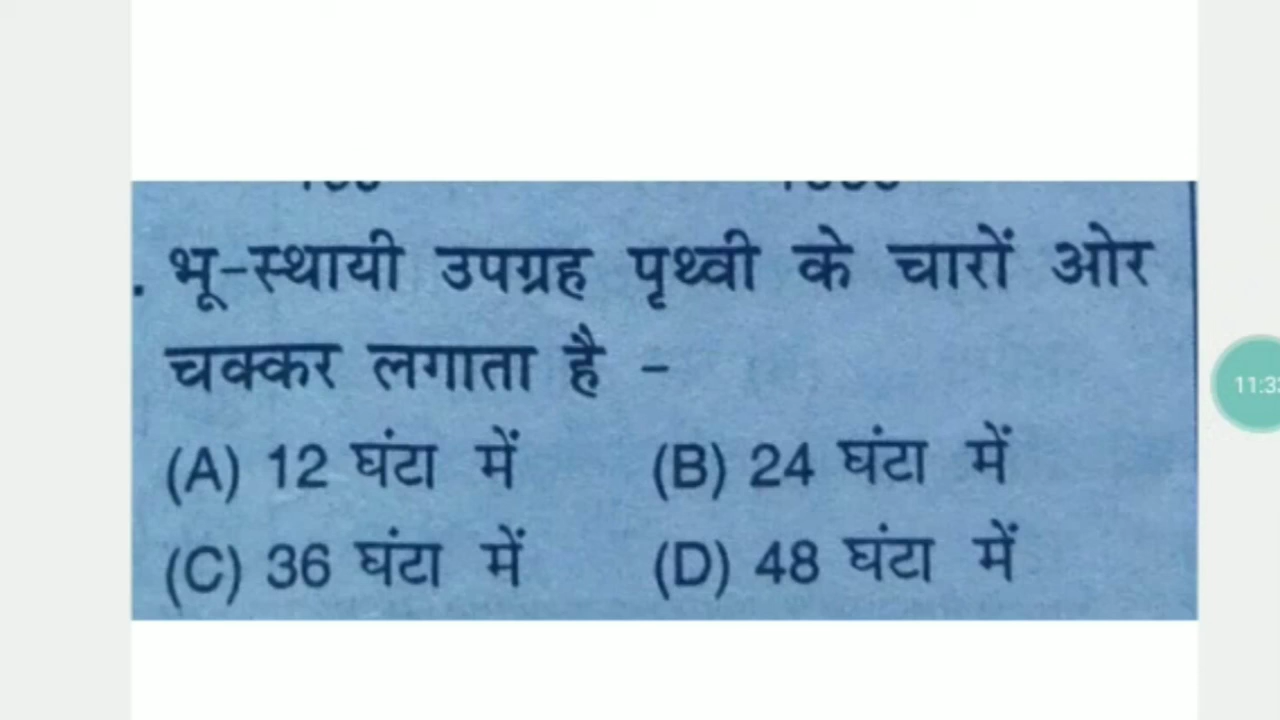 . भू-स्थायी उपग्रह पृथ्वी के चारों ओर
चक्कर लगाता है -
(A) 12 घंटा में (B) 24 घंटा में
(C) 36 घंटा में (D) 48 घंटा में